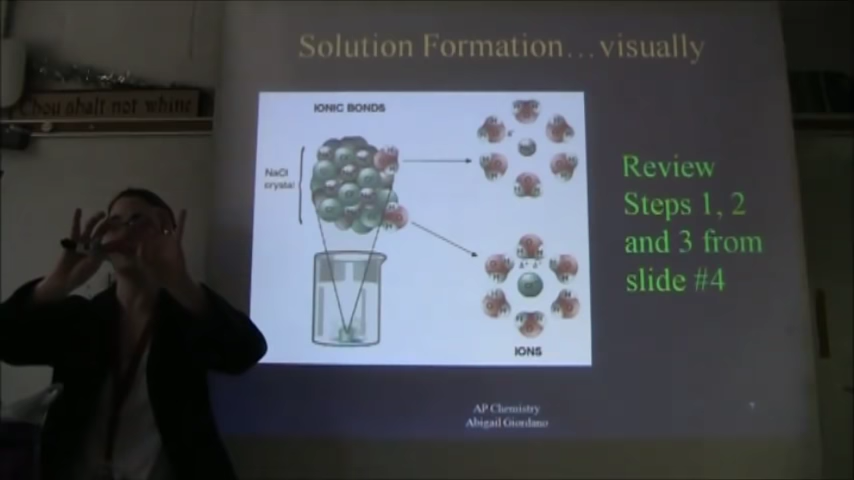 Solution Formation…visually
Thou shalt not whine
IONIC BONDS
NaCl
crystal
Review
Steps 1, 2
and 3 from
slide #4
IONS
AP Chemistry
Abigail Giordano